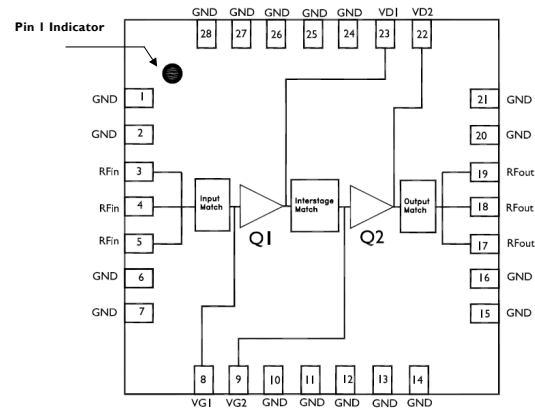 GND GND GND GND GND VD1 VD2
28 27 26 25 24 23 22
Pin 1 Indicator
GND 1
21 GND
GND 2
20 GND
RFin 3
19 RFout
RFin 4
Input Match
Interstage Match
Output Match
18 RFout
Q1
Q2
RFin 5
17 RFout
GND 6
16 GND
GND 7
15 GND
8 9 10 11 12 13 14
VG1 VG2 GND GND GND GND GND